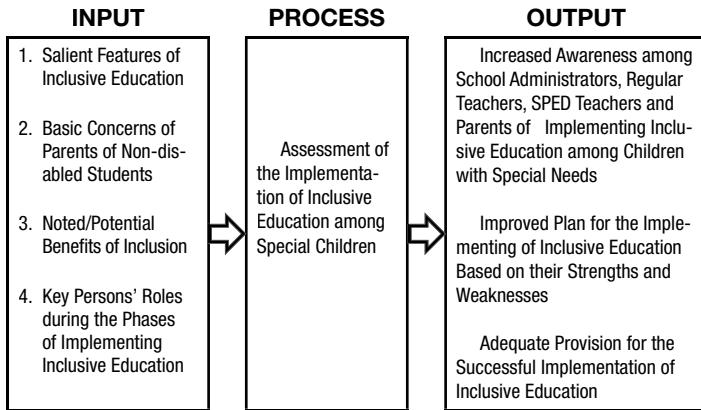 INPUT
1. Salient Features of
Inclusive Education
2. Basic Concerns of
Parents of Non-dis-
abled Students
3. Noted/Potential
Benefits of Inclusion
4. Key Persons' Roles
during the Phases
of Implementing
Inclusive Education
PROCESS
Assessment of
the Implementa-
tion of Inclusive
Education among
Special Children
OUTPUT
Increased Awareness among
School Administrators, Regular
Teachers, SPED Teachers and
Parents of Implementing Inclu-
sive Education among Children
with Special Needs
Improved Plan for the Imple-
menting of Inclusive Education
Based on their Strengths and
Weaknesses
Adequate Provision for the
Successful Implementation of
Inclusive Education